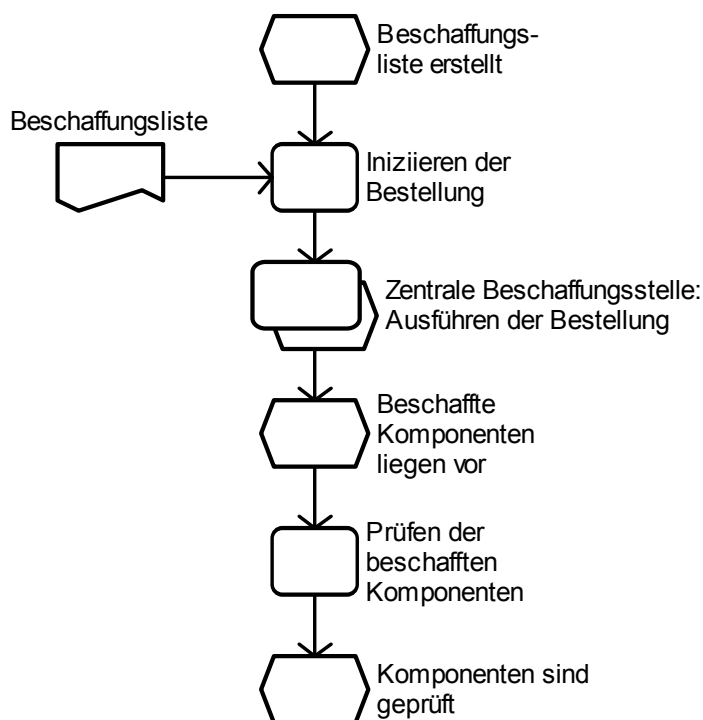 Beschaffungs-
liste erstellt
Beschaffungsliste
Iniziieren der
Bestellung
Zentrale Beschaffungsstelle:
Ausführen der Bestellung
Beschaffte
Komponenten
liegen vor
Prüfen der
beschafften
Komponenten
Komponenten sind
geprüft